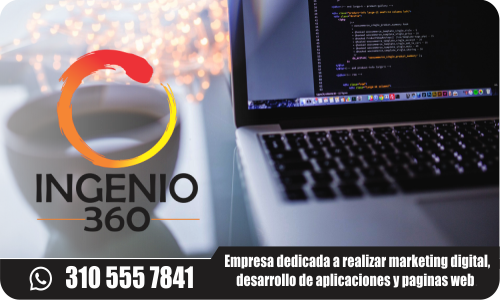 INGENIO
360
310 555 7841
Empresa dedicada a realizar marketing digital,
desarrollo de aplicaciones y paginas web